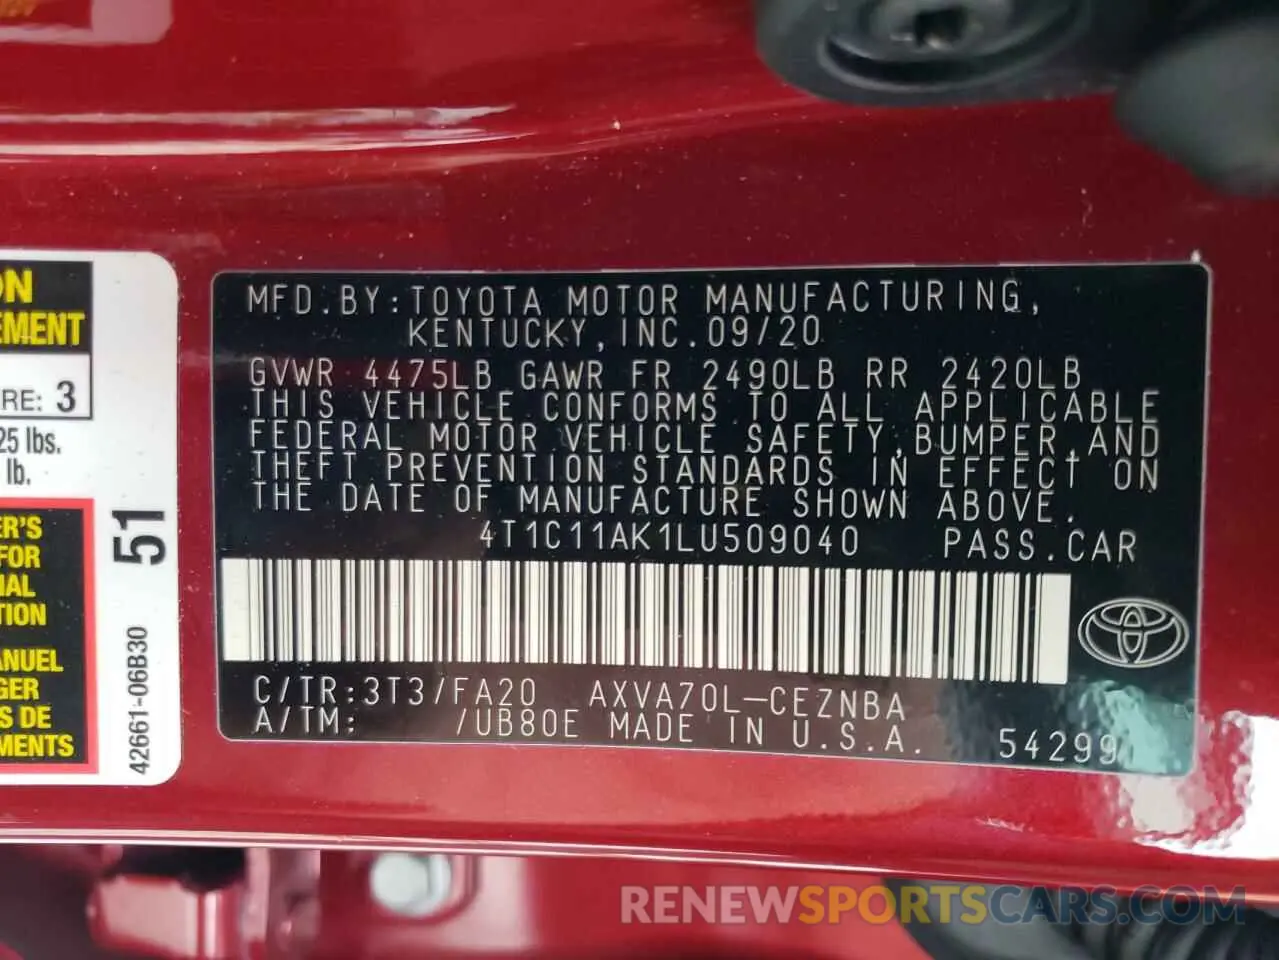 ON
EMENT
RE: 3
25 lbs.
lb.
ER'S
FOR
IAL
TION
ANUEL
GER
S DE
MENTS
51
42661-06B30
MFD.BY:TOYOTA MOTOR MANUFACTURING,
KENTUCKY,INC.09/20
GVWR 4475LB GAWR FR 2490LB RR 2420LB
THIS VEHICLE CONFORMS TO ALL APPLICABLE
FEDERAL MOTOR VEHICLE SAFETY,BUMPER,AND
THEFT PREVENTION STANDARDS IN EFFECT ON
THE DATE OF MANUFACTURE SHOWN ABOVE.
4T1C11AK1LU509040 PASS.CAR
C/TR:3T3/FA20 AXVA70L-CEZNBA
A/TM: /UB80E MADE IN U.S.A.
RENEWSPORTSCARS.COM